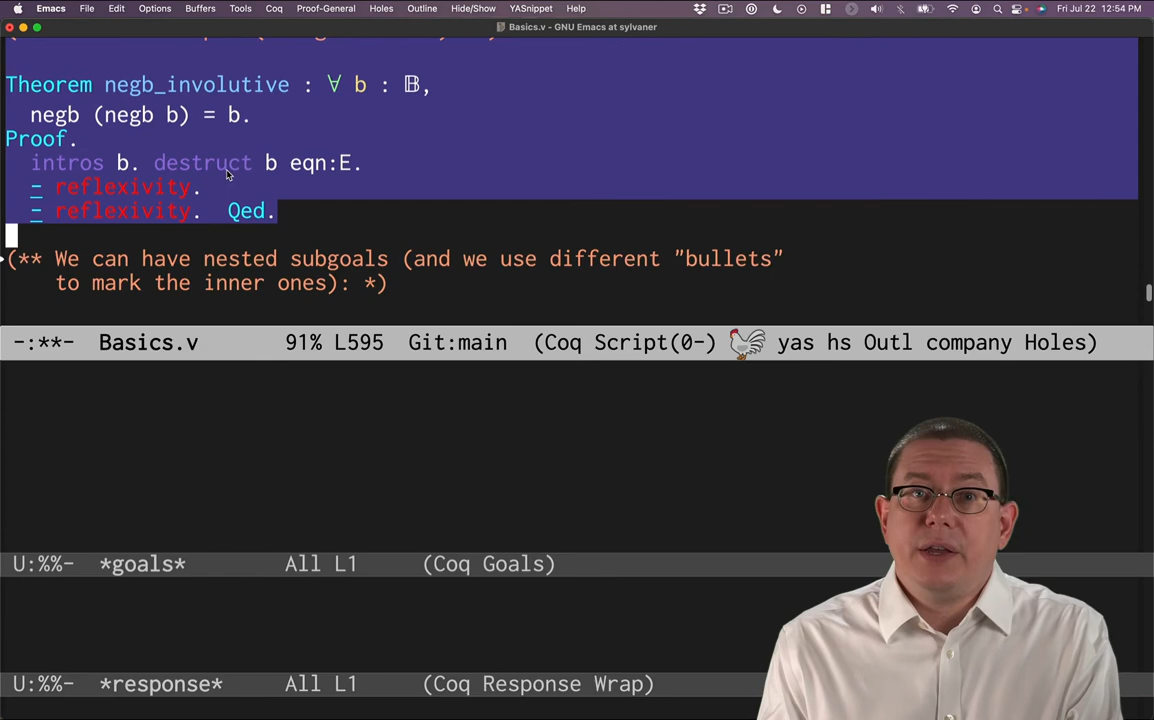 Emacs File Edit Options Buffers Tools Coq Proof-General Holes Outline Hide/Show YASnippet Help Fri Jul 22 12:54 PM
Basics.v - GNU Emacs at sylvaner
Theorem negb_involutive : ∀ b : 𝔹,
negb (negb b) = b.
Proof.
intros b. destruct b eqn:E.
- reflexivity.
- reflexivity. Qed.
(** We can have nested subgoals (and we use different "bullets"
to mark the inner ones): *)
-:**- Basics.v 91% L595 Git:main (Coq Script(0-) yas hs Outl company Holes)
U:%%- *goals* All L1 (Coq Goals)
U:%%- *response* All L1 (Coq Response Wrap)